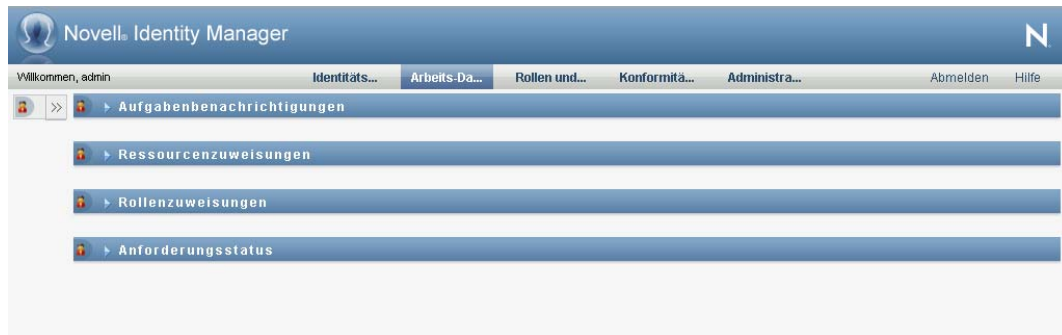 Novell® Identity Manager
N
Willkommen, admin Identitäts... Arbeits-Da... Rollen und... Konformitä... Administra... Abmelden Hilfe
Aufgabenbenachrichtigungen
Ressourcenzuweisungen
Rollenzuweisungen
Anforderungsstatus